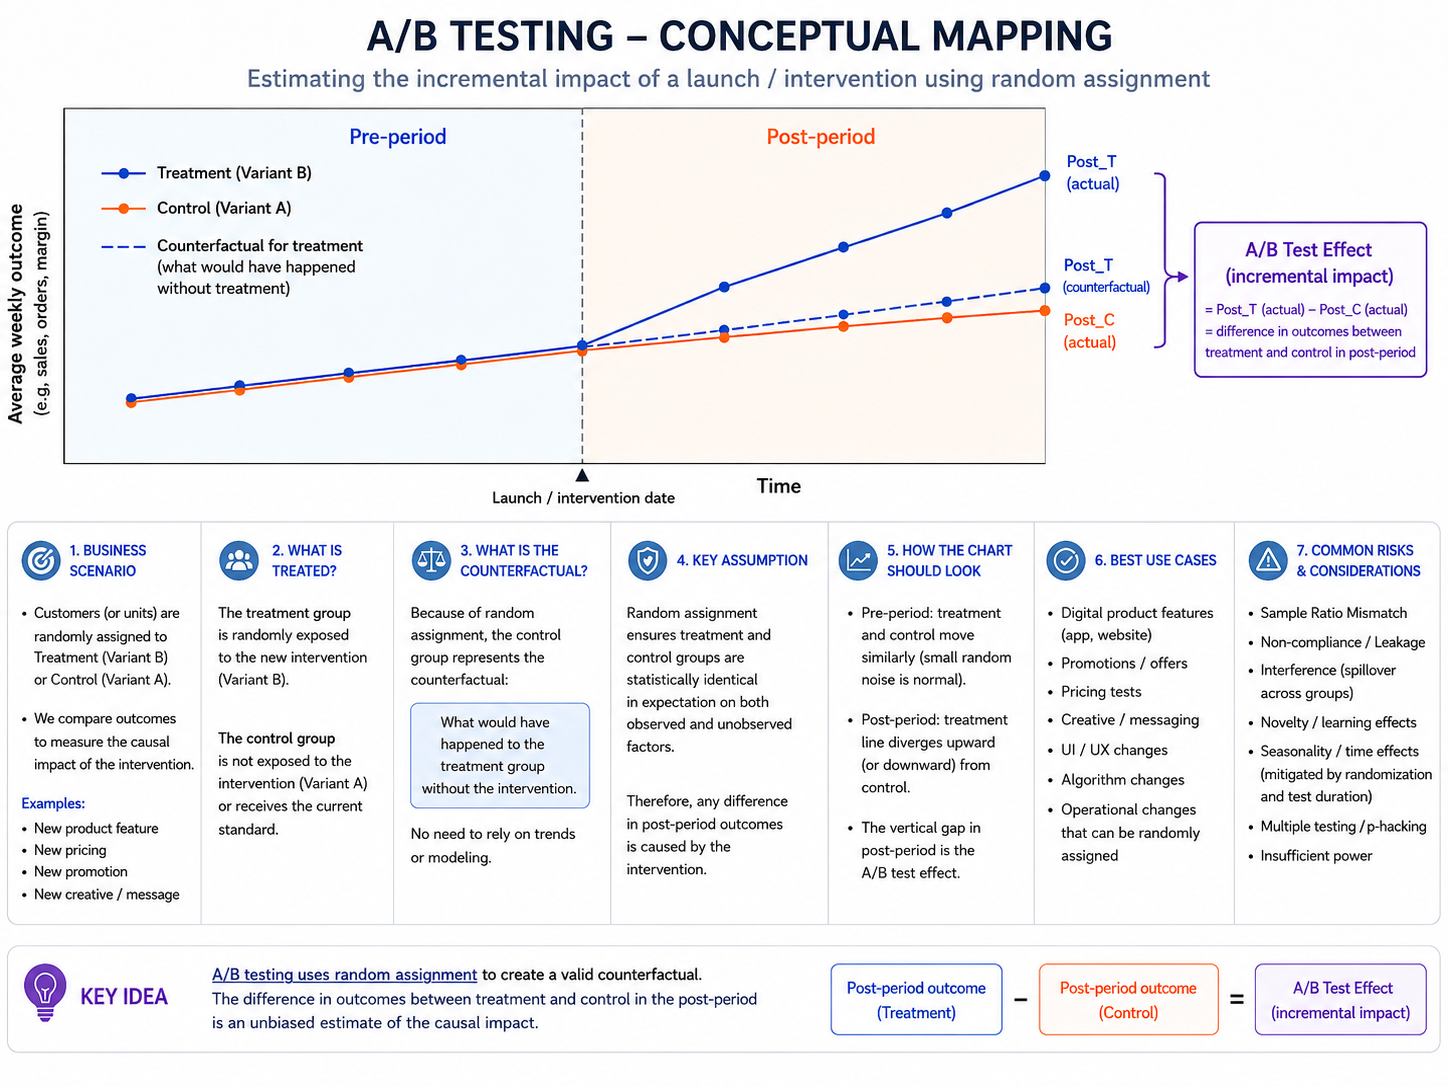 A/B TESTING – CONCEPTUAL MAPPING
Estimating the incremental impact of a launch / intervention using random assignment
Average weekly outcome
(e.g, sales, orders, margin)
Pre-period
Post-period
Treatment (Variant B)
Control (Variant A)
Counterfactual for treatment
(what would have happened
without treatment)
Post_T
(actual)
Post_T
(counterfactual)
Post_C
(actual)
A/B Test Effect
(incremental impact)
= Post_T (actual) – Post_C (actual)
= difference in outcomes between
treatment and control in post-period
Launch / intervention date
Time
1. BUSINESS
SCENARIO
• Customers (or units) are
randomly assigned to
Treatment (Variant B)
or Control (Variant A).
• We compare outcomes
to measure the causal
impact of the intervention.
Examples:
• New product feature
• New pricing
• New promotion
• New creative / message
2. WHAT IS
TREATED?
The treatment group
is randomly exposed
to the new intervention
(Variant B).
The control group
is not exposed to the
intervention (Variant A)
or receives the current
standard.
3. WHAT IS THE
COUNTERFACTUAL?
Because of random
assignment, the control
group represents the
counterfactual:
What would have
happened to the
treatment group
without the intervention.
No need to rely on trends
or modeling.
4. KEY ASSUMPTION
Random assignment
ensures treatment and
control groups are
statistically identical
in expectation on both
observed and unobserved
factors.
Therefore, any difference
in post-period outcomes
is caused by the
intervention.
5. HOW THE CHART
SHOULD LOOK
• Pre-period: treatment
and control move
similarly (small random
noise is normal).
• Post-period: treatment
line diverges upward
(or downward) from
control.
• The vertical gap in
post-period is the
A/B test effect.
6. BEST USE CASES
• Digital product features
(app, website)
• Promotions / offers
• Pricing tests
• Creative / messaging
• UI / UX changes
• Algorithm changes
• Operational changes
that can be randomly
assigned
7. COMMON RISKS
& CONSIDERATIONS
• Sample Ratio Mismatch
• Non-compliance / Leakage
• Interference (spillover
across groups)
• Novelty / learning effects
• Seasonality / time effects
(mitigated by randomization
and test duration)
• Multiple testing / p-hacking
• Insufficient power
KEY IDEA
A/B testing uses random assignment to create a valid counterfactual.
The difference in outcomes between treatment and control in the post-period
is an unbiased estimate of the causal impact.
Post-period outcome
(Treatment)
–
Post-period outcome
(Control)
=
A/B Test Effect
(incremental impact)